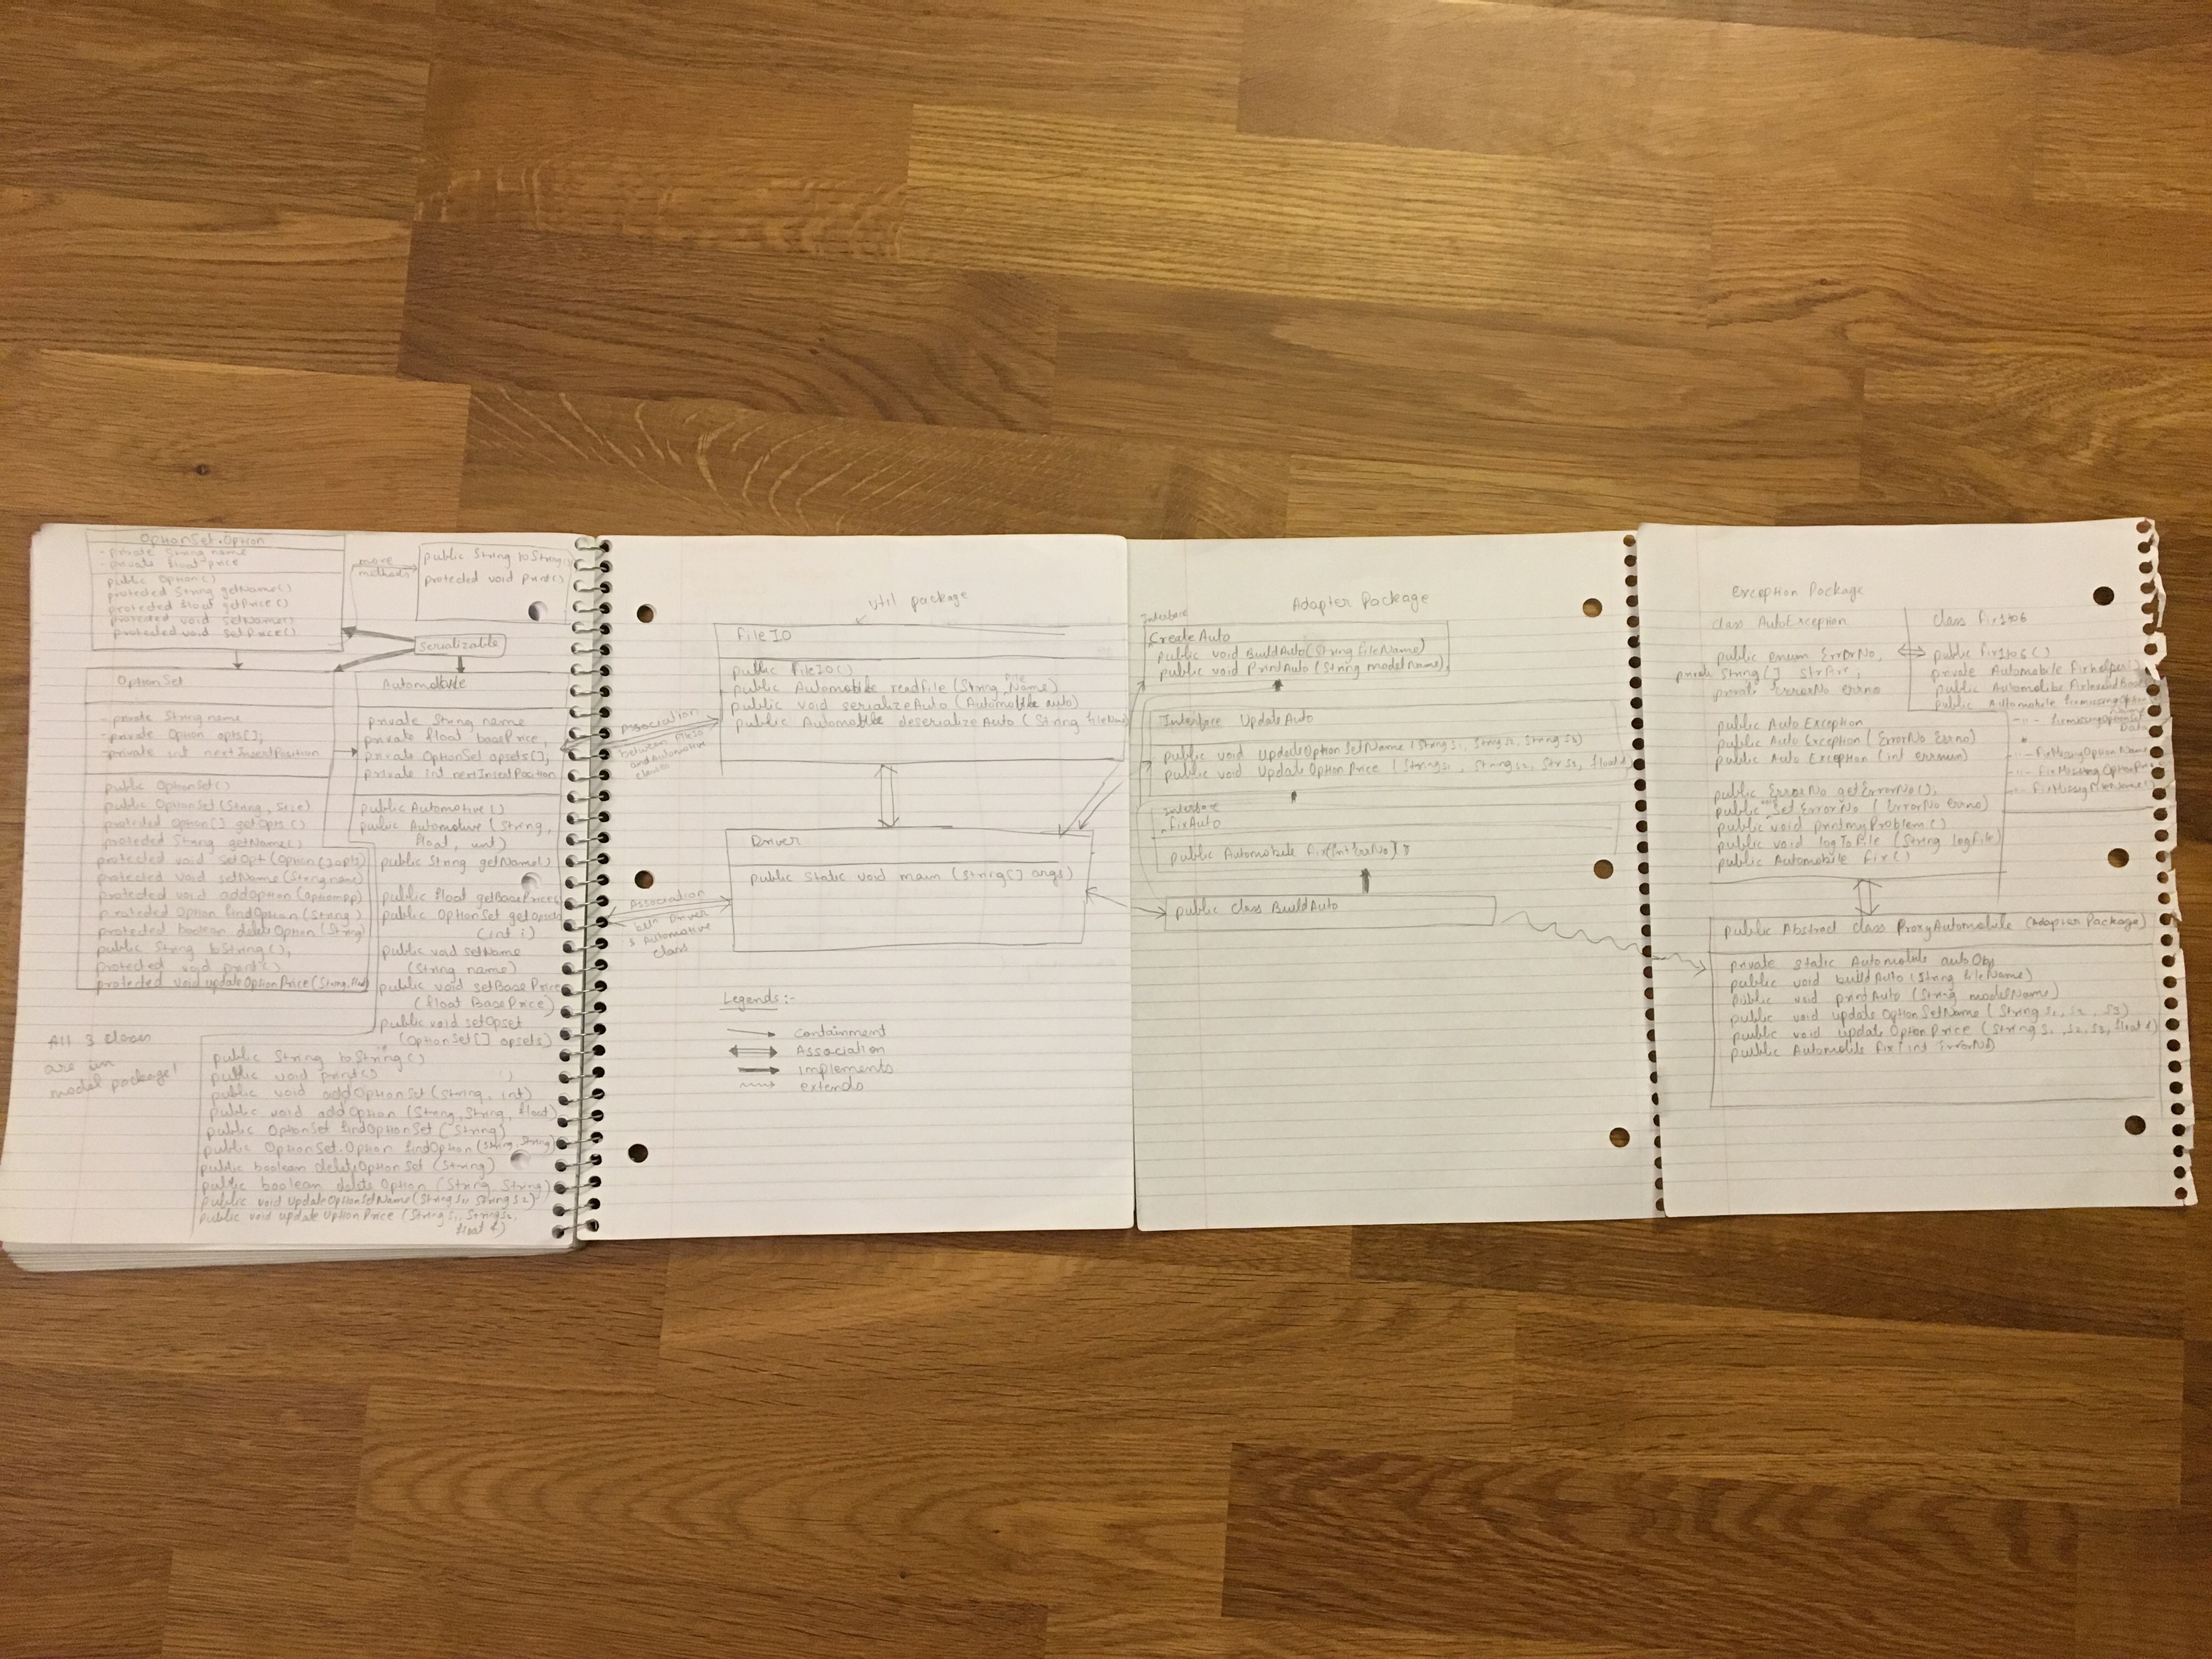 OptionSet.Option
- private String name
- private float price
public Option()
protected String getName()
protected float getPrice()
protected void setName()
protected void setPrice()
more methods
public String toString()
protected void print()
Serializable
OptionSet
- private String name
- private Option opts[];
- private int nextInsertPosition
public OptionSet()
public OptionSet(String, size)
protected Option[] getOpts()
protected String getName()
protected void setOpt(Option[] opts)
protected void setName(String name)
protected void addOption(Option op)
protected Option findOption(String)
protected boolean deleteOption(String)
public String toString();
protected void print()
protected void updateOptionPrice(String, float)
All 3 classes
are in
model package!
Automobile
private String name
private float basePrice,
private OptionSet opsets[];
private int nextInsertPosition
public Automotive()
public Automotive(String,
float, int)
public String getName()
public float getBasePrice()
public OptionSet getOpset
(int i)
public void setName
(String name)
public void setBasePrice
(float BasePrice)
public void setOpset
(OptionSet[] opsets)
public String toString()
public void print()
public void addOptionSet(String, int)
public void addOption (String, String, float)
public OptionSet findOptionSet (String)
public OptionSet.Option findOption (String, String)
public boolean deleteOptionSet (String)
public boolean delete Option (String, String)
public void updateOptionSetName(String s1, String s2)
public void update OptionPrice (String s1, String s2,
float f)
Association
between FileIO
and Automotive
classes
Association
btn Driver
& Automotive
class
Util package
FileIO
public FileIO()
public Automobile readFile (String fileName)
public void serializeAuto (Automobile auto)
public Automobile deserializeAuto (String fileName)
Driver
public static void main (String[] args)
Legends:-
Containment
Association
implements
extends
Adapter Package
Interface
CreateAuto
public void BuildAuto(String fileName)
public void PrintAuto (String modelName);
Interface UpdateAuto
public void UpdateOptionSetName (String s1, String s2, String s3)
public void UpdateOptionPrice (String s1, String s2, Str s3, float f)
Interface
fixAuto
public Automobile fix(int ErrNo);
public class BuildAuto
Exception Package
class AutoException
public enum ErrorNo,
private String[] StrErr;
private ErrorNo errno
public Auto Exception
public Auto Exception (ErrorNo Errno)
public Auto Exception (int errnum)
public ErrorNo getErrorNo();
public void Set ErrorNo (ErrorNo Errno)
public void printmyProblem()
public void logToFile (String logFile)
public Automobile fix()
class Fix1to6
public fix1to6()
private Automobile Fixhelper()
public Automobile
public Automobile
-"- fixmissingOptionSet
Data
-"- FixMissingOptionName
-"- FixMissingOptionPrice
public Abstract class ProxyAutomobile (Adapter Package)
private static Automobile autoObj
public void buildAuto (String fileName)
public void printAuto (String modelName)
public void update OptionSetName (String s1, s2, s3)
public void update OptionPrice (String s1, s2, s3, float f)
public Automobile Fix(int ErrorNo)